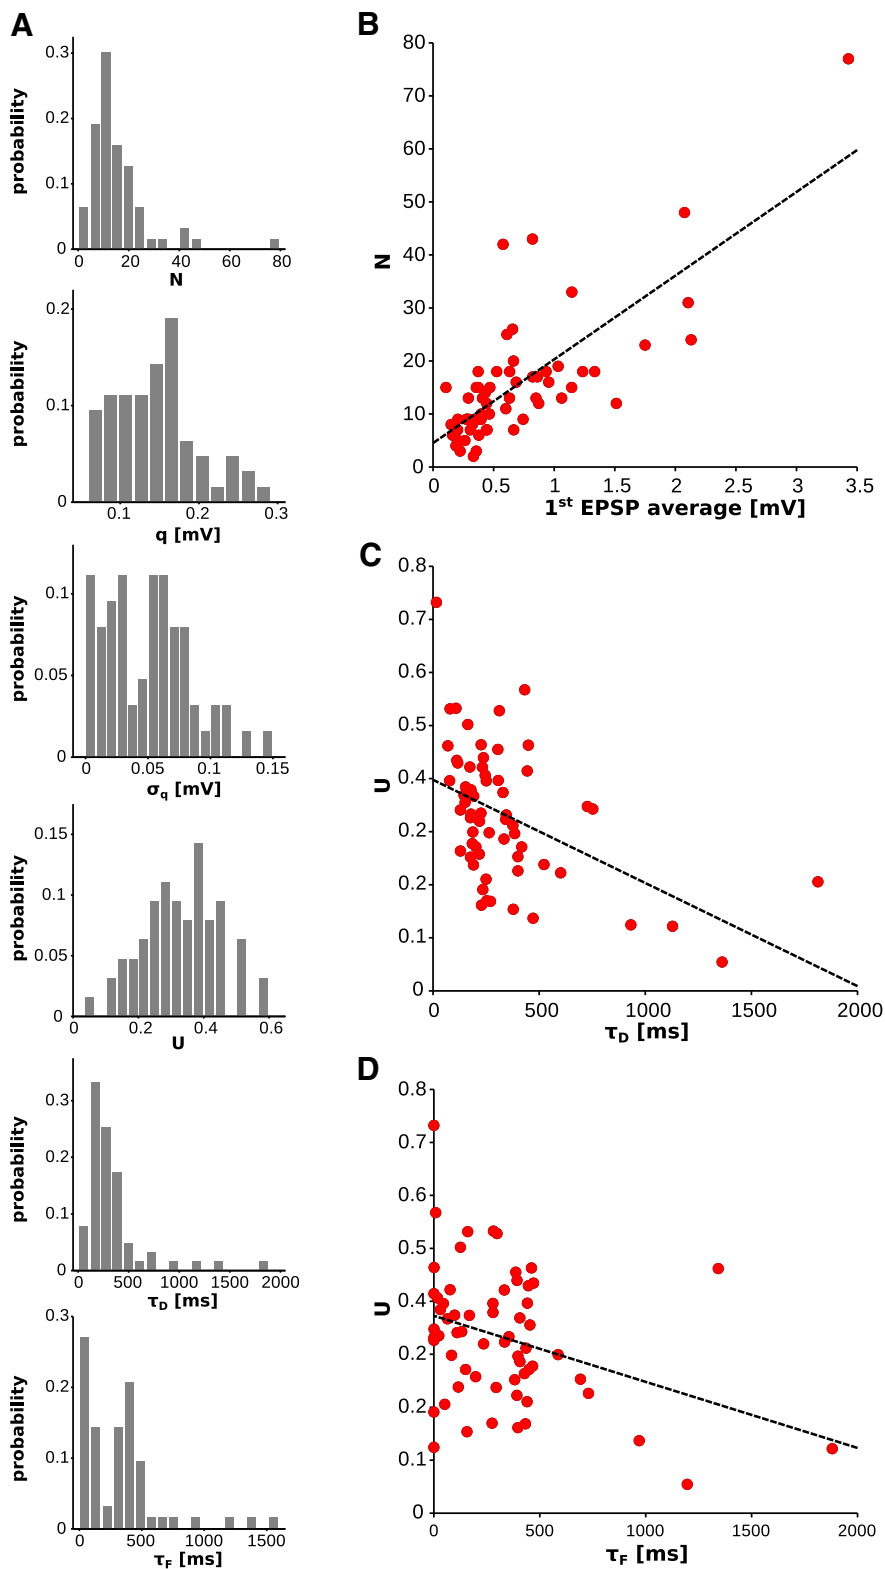 A
0.3
0.2
0.1
0
probability
0 20 40 60 80
N
0.2
0.1
0
probability
0.1 0.2 0.3
q [mV]
0.1
0.05
0
probability
0 0.05 0.1 0.15
σq [mV]
0.15
0.1
0.05
0
probability
0 0.2 0.4 0.6
U
0.3
0.2
0.1
0
probability
0 500 1000 1500 2000
τD [ms]
0.3
0.2
0.1
0
probability
0 500 1000 1500
τF [ms]
B
80
70
60
50
40
30
20
10
0
N
0 0.5 1 1.5 2 2.5 3 3.5
1st EPSP average [mV]
C
0.8
0.7
0.6
0.5
0.4
0.2
0.2
0.1
0
U
0 500 1000 1500 2000
τD [ms]
D
0.8
0.7
0.6
0.5
0.4
0.2
0.2
0.1
0
U
0 500 1000 1500 2000
τF [ms]